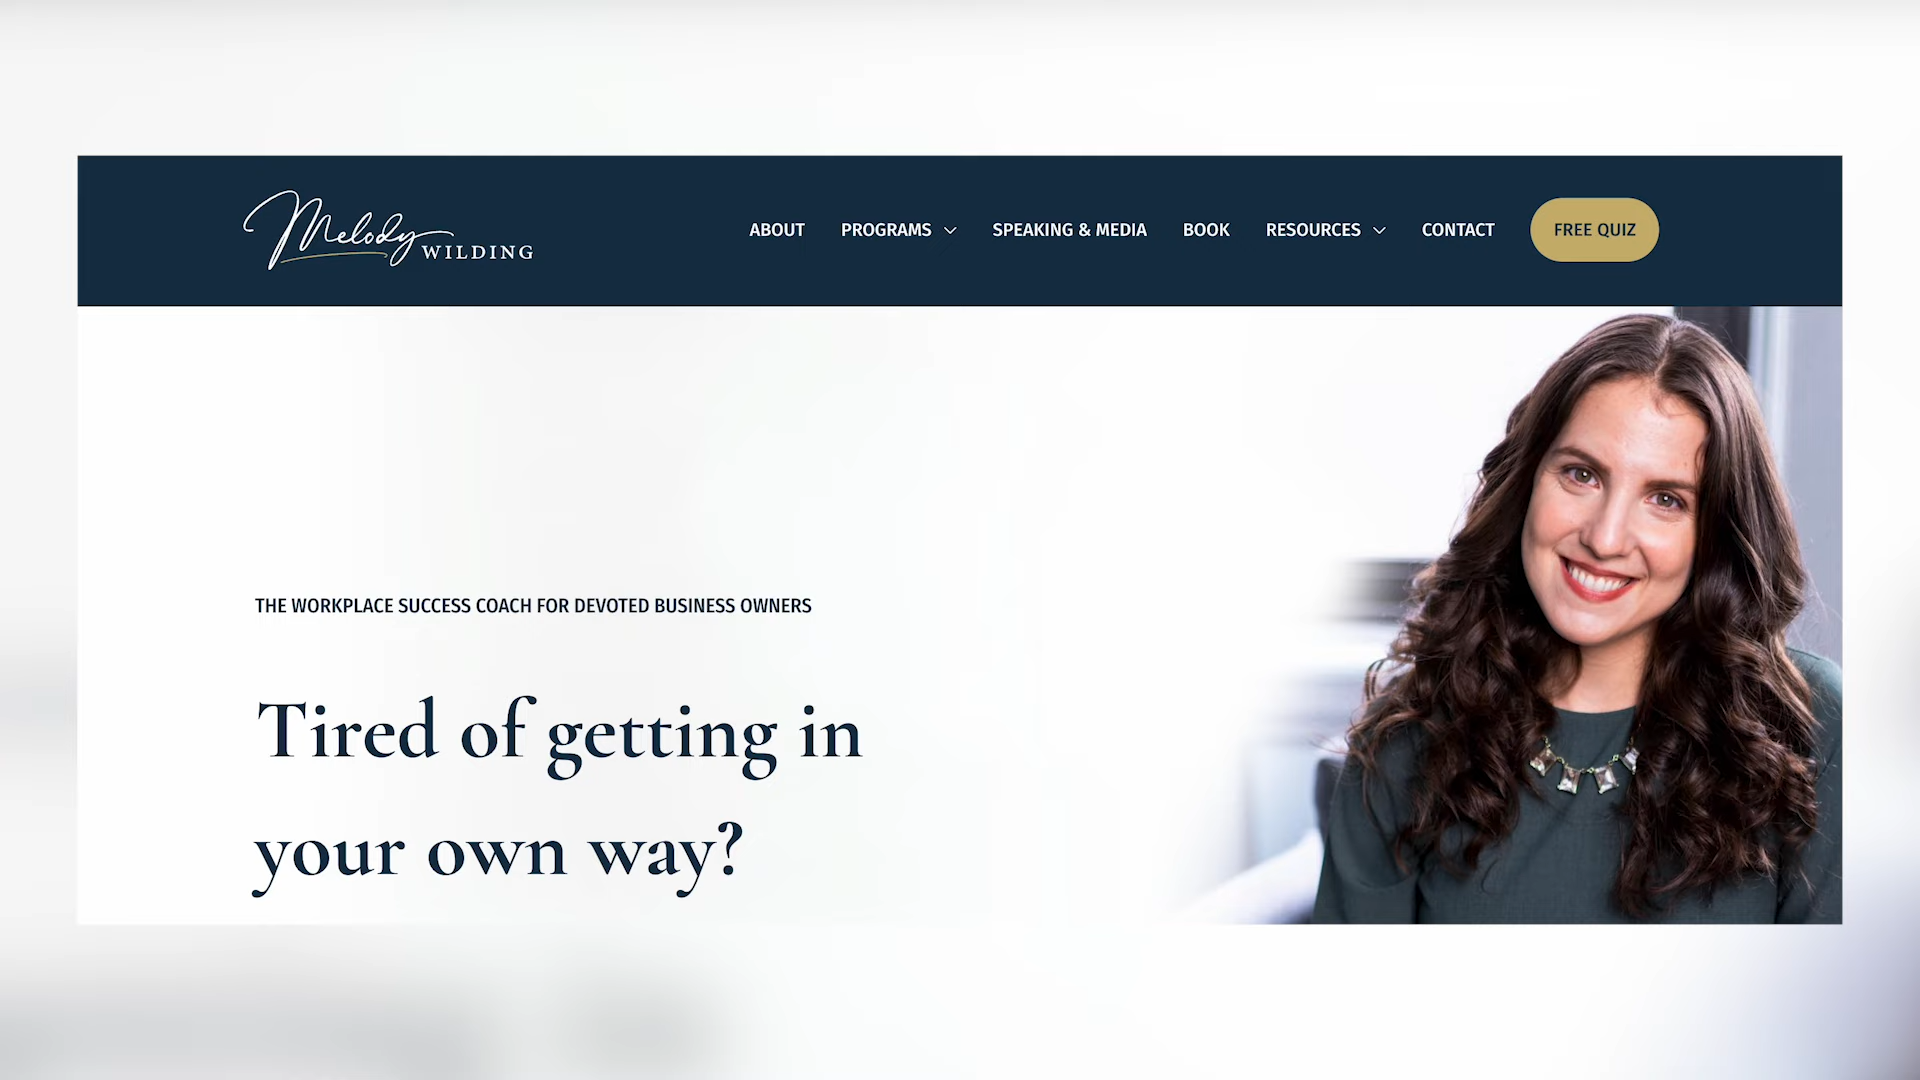 Melody WILDING
ABOUT PROGRAMS SPEAKING & MEDIA BOOK RESOURCES CONTACT FREE QUIZ
THE WORKPLACE SUCCESS COACH FOR DEVOTED BUSINESS OWNERS
Tired of getting in
your own way?